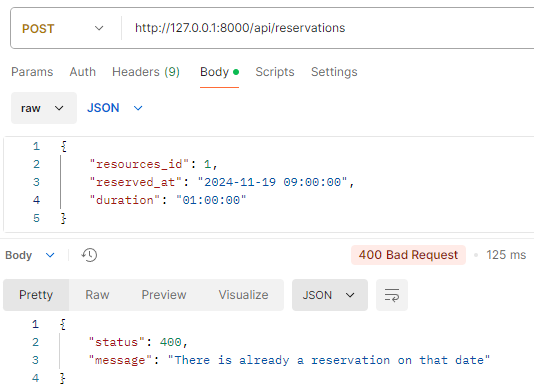 POST http://127.0.0.1:8000/api/reservations
Params Auth Headers (9) Body Scripts Settings
raw JSON
1 {
2 "resources_id": 1,
3 "reserved_at": "2024-11-19 09:00:00",
4 "duration": "01:00:00"
5 }
Body 400 Bad Request 125 ms
Pretty Raw Preview Visualize JSON
1 {
2 "status": 400,
3 "message": "There is already a reservation on that date"
4 }